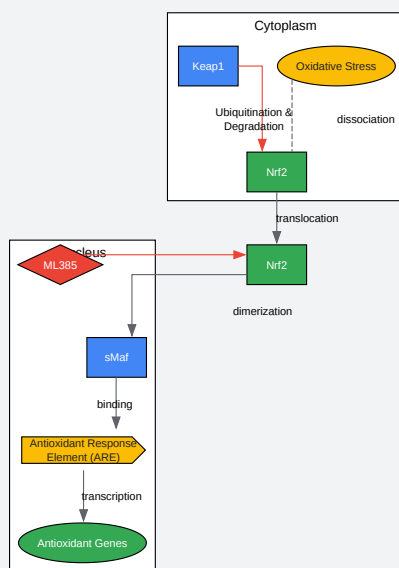 Cytoplasm
Keap1
Oxidative Stress
Ubiquitination &
Degradation
dissociation
Nrf2
translocation
ML385
Nrf2
dimerization
sMaf
binding
Antioxidant Response
Element (ARE)
transcription
Antioxidant Genes